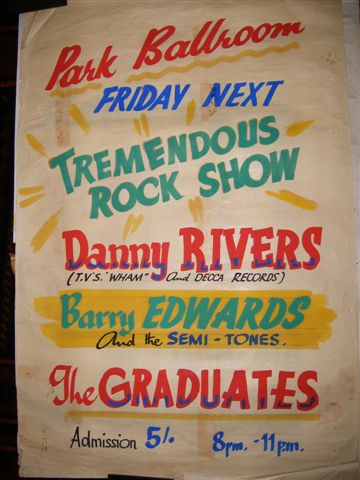 Park Ballroom
FRIDAY NEXT
TREMENDOUS
ROCK SHOW
Danny RIVERS
(T.V'S. "WHAM" And DECCA RECORDS)
Barry EDWARDS
And the SEMI-TONES.
The GRADUATES
Admission 5/. 8pm.-11pm.